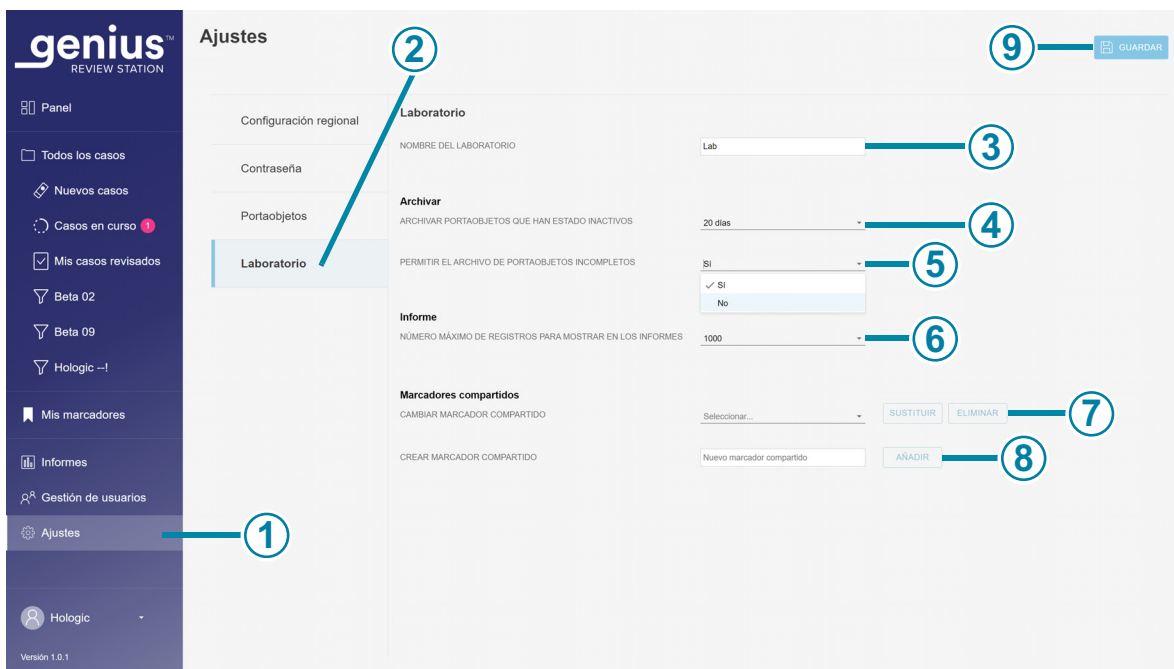 genius™
REVIEW STATION
Panel
Todos los casos
Nuevos casos
Casos en curso 1
Mis casos revisados
Beta 02
Beta 09
Hologic --!
Mis marcadores
Informes
Gestión de usuarios
Ajustes
1
Hologic
Versión 1.0.1
Ajustes
2
9
GUARDAR
Configuración regional
Contraseña
Portaobjetos
Laboratorio
Laboratorio
NOMBRE DEL LABORATORIO
Lab
3
Archivar
ARCHIVAR PORTAOBJETOS QUE HAN ESTADO INACTIVOS
20 días
4
PERMITIR EL ARCHIVO DE PORTAOBJETOS INCOMPLETOS
Sí
5
Sí
No
Informe
NÚMERO MÁXIMO DE REGISTROS PARA MOSTRAR EN LOS INFORMES
1000
6
Marcadores compartidos
CAMBIAR MARCADOR COMPARTIDO
Seleccionar...
SUSTITUIR
ELIMINAR
7
CREAR MARCADOR COMPARTIDO
Nuevo marcador compartido
AÑADIR
8